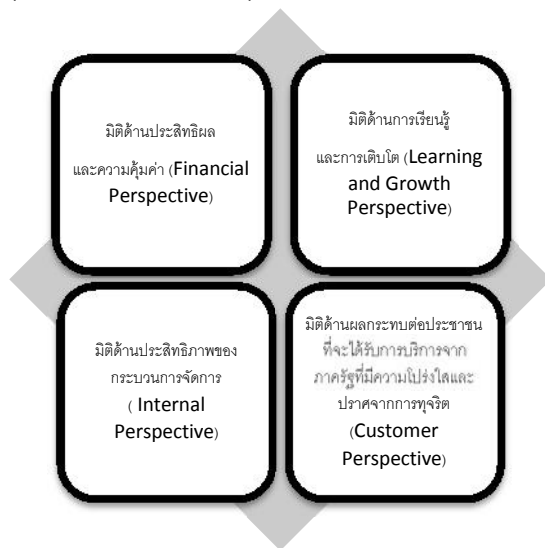 มิติด้านประสิทธิผล
และความคุ้มค่า (Financial
Perspective)
มิติด้านการเรียนรู้
และการเติบโต (Learning
and Growth
Perspective)
มิติด้านประสิทธิภาพของ
กระบวนการจัดการ
( Internal
Perspective)
มิติด้านผลกระทบต่อประชาชน
ที่จะได้รับการบริการจาก
ภาครัฐที่มีความโปร่งใสและ
ปราศจากการทุจริต
(Customer
Perspective)